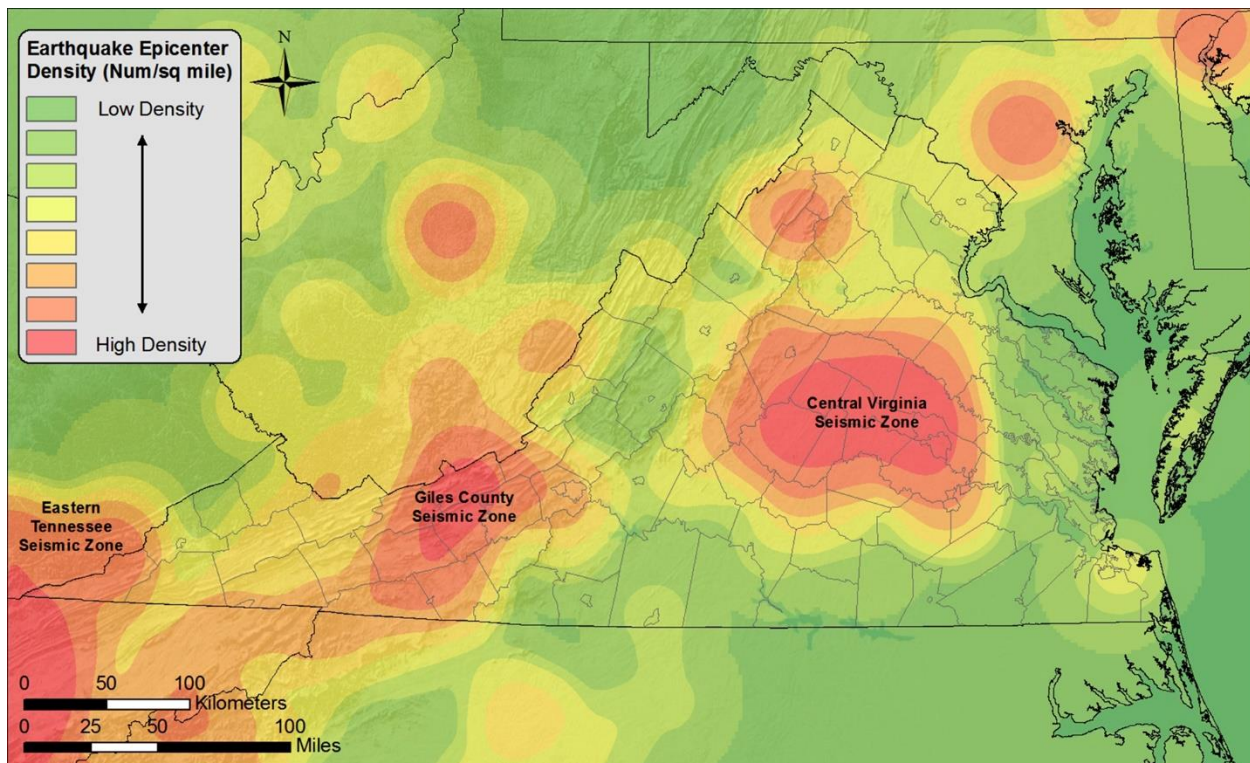 Earthquake Epicenter
Density (Num/sq mile)
Low Density
High Density
N
Central Virginia
Seismic Zone
Giles County
Seismic Zone
Eastern
Tennessee
Seismic Zone
0 50 100
Kilometers
0 25 50 100
Miles